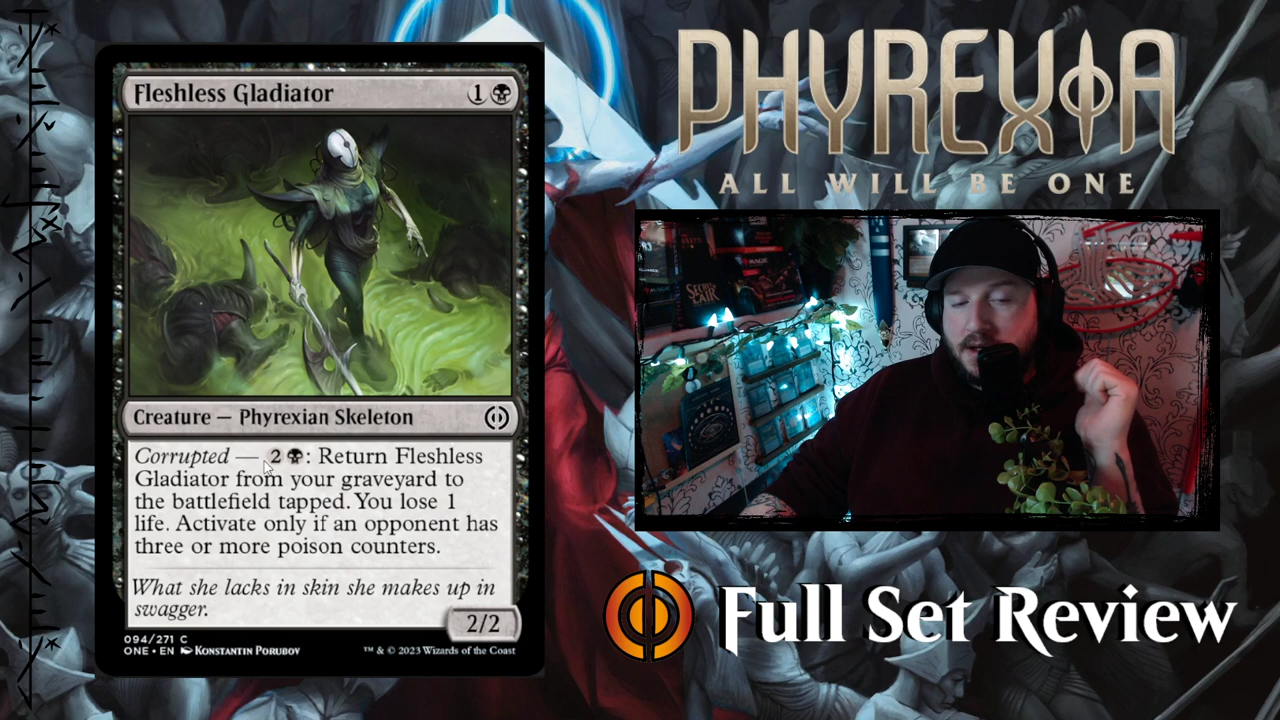 Fleshless Gladiator 1
Creature — Phyrexian Skeleton
Corrupted — 2 : Return Fleshless
Gladiator from your graveyard to
the battlefield tapped. You lose 1
life. Activate only if an opponent has
three or more poison counters.
What she lacks in skin she makes up in
swagger.
2/2
094/271 C
ONE • EN Konstantin Porubov
™ & © 2023 Wizards of the Coast
PHYREXIA
ALL WILL BE ONE
SECRET
LAIR
Full Set Review